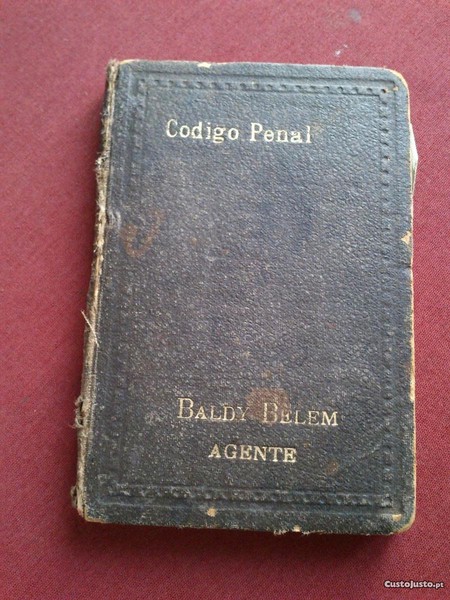 Codigo Penal
BALDY BELEM
AGENTE
CustoJusto.pt